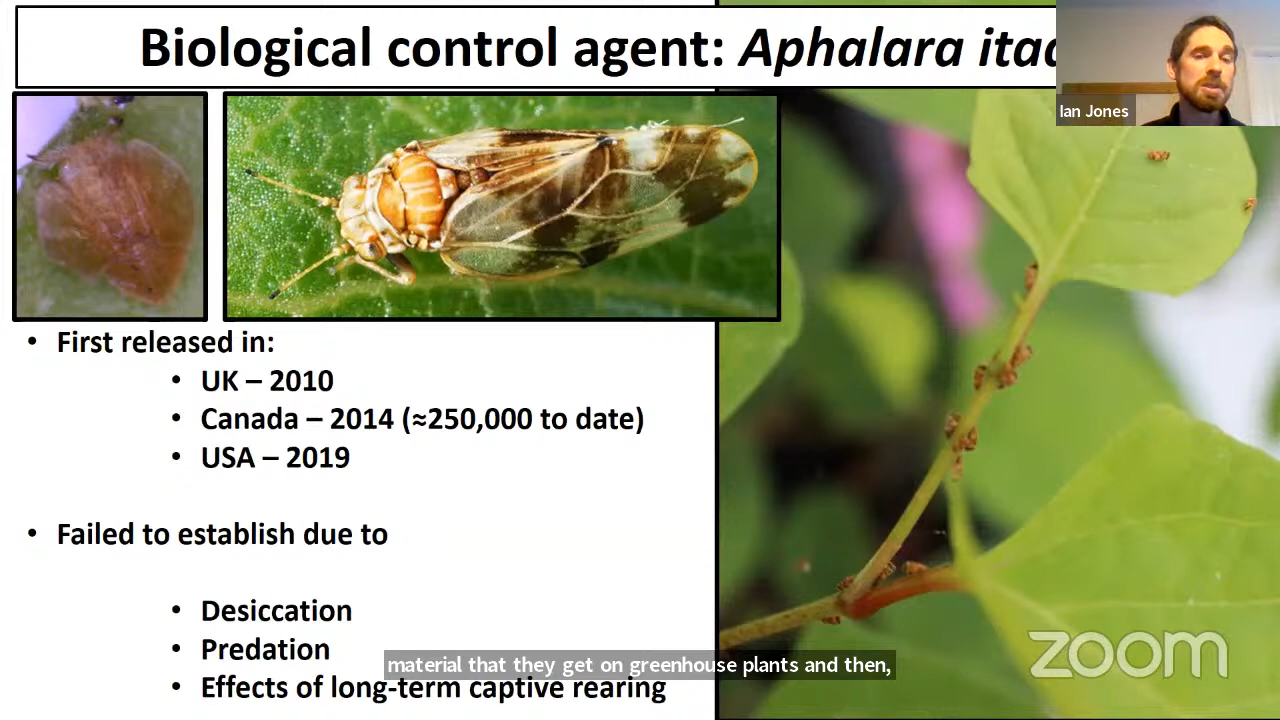 Biological control agent: Aphalara
Ian Jones
• First released in:
• UK – 2010
• Canada – 2014 (≈250,000 to date)
• USA – 2019
• Failed to establish due to
• Desiccation
• Predation
material that they get on greenhouse plants and then,
• Effects of long-term captive rearing
zoom